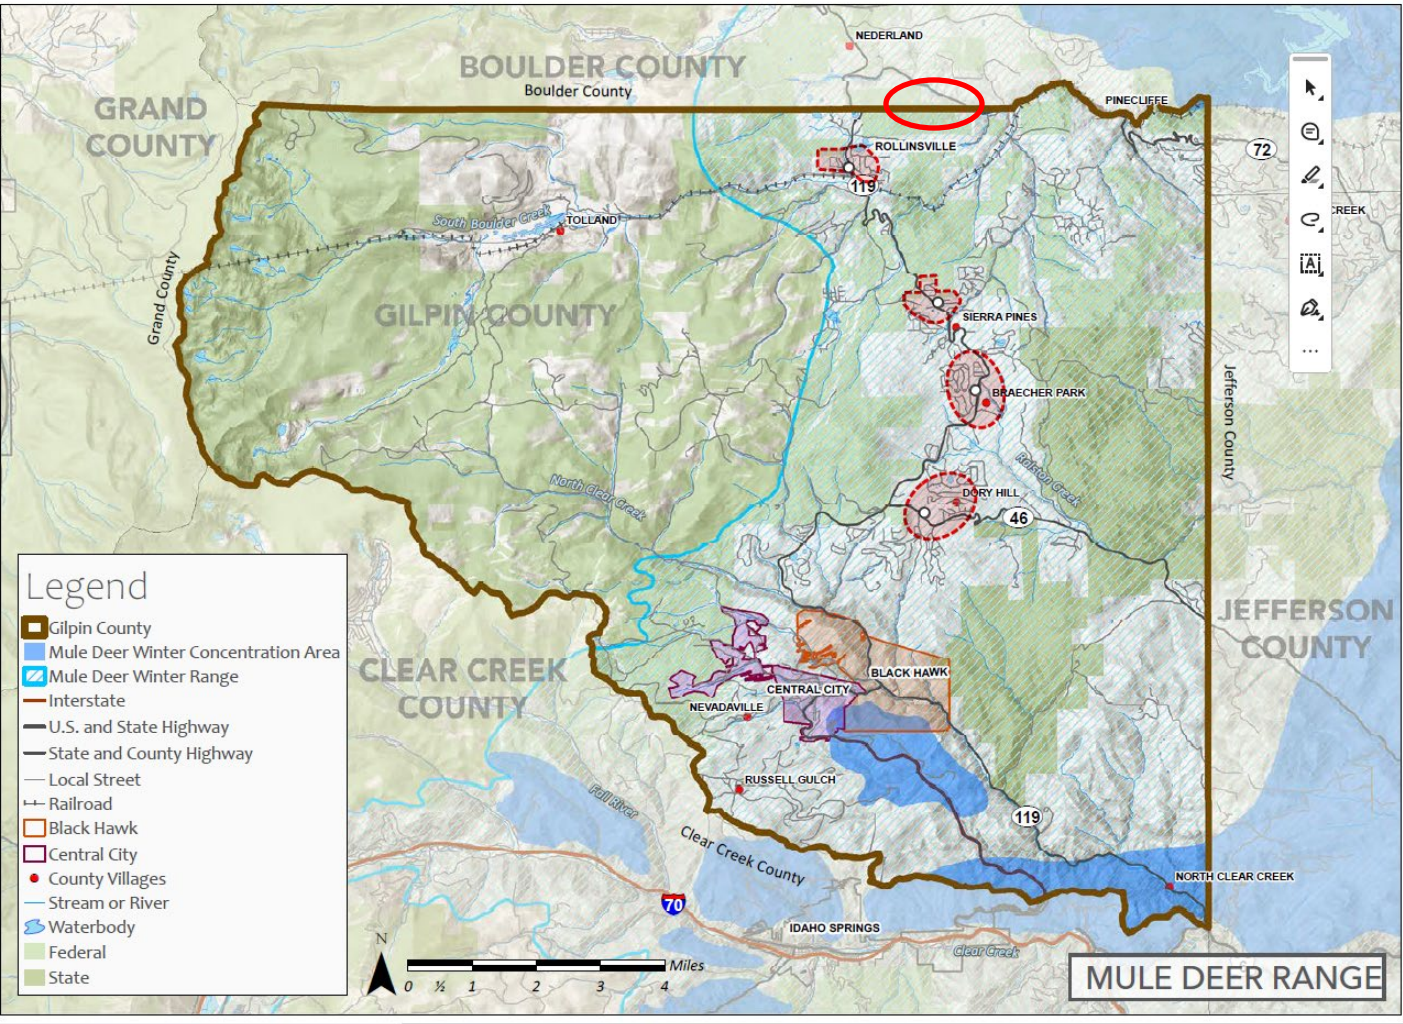 NEDERLAND
BOULDER COUNTY
Boulder County
GRAND
COUNTY
PINECLIFFE
72
ROLLINSVILLE
119
CREEK
South Boulder Creek
TOLLAND
Grand County
GILPIN COUNTY
SIERRA PINES
BRAECHER PARK
Jefferson County
Ralston Creek
North Clear Creek
DORY HILL
46
JEFFERSON
COUNTY
CLEAR CREEK
COUNTY
BLACK HAWK
CENTRAL CITY
NEVADAVILLE
RUSSELL GULCH
Fall River
119
Clear Creek County
NORTH CLEAR CREEK
70
IDAHO SPRINGS
Clear Creek
Legend
Gilpin County
Mule Deer Winter Concentration Area
Mule Deer Winter Range
Interstate
U.S. and State Highway
State and County Highway
Local Street
Railroad
Black Hawk
Central City
County Villages
Stream or River
Waterbody
Federal
State
N
Miles
0 ½ 1 2 3 4
MULE DEER RANGE
A